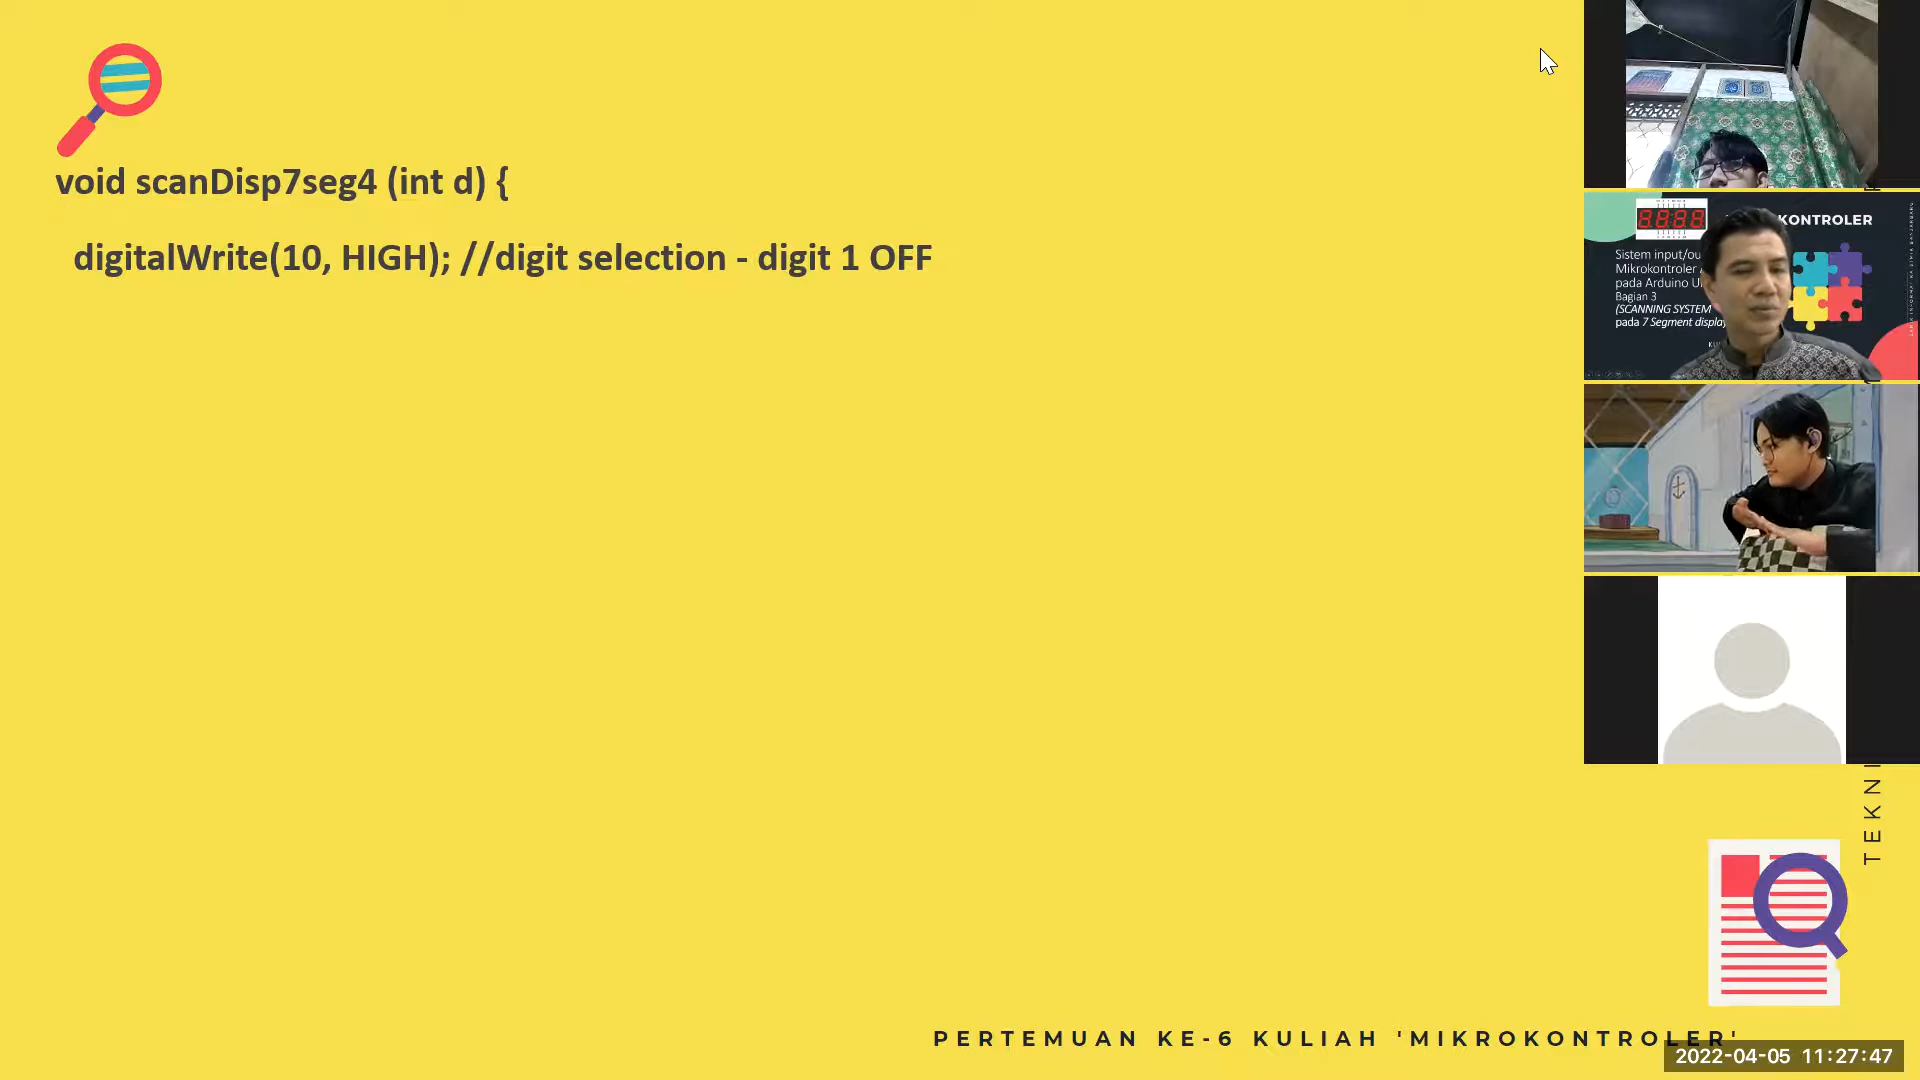 void scanDisp7seg4 (int d) {
digitalWrite(10, HIGH); //digit selection - digit 1 OFF
KONTROLER
Sistem input/ou
Mikrokontroler
pada Arduino U
Bagian 3
(SCANNING SYSTEM
pada 7 Segment display
TEKNI
PERTEMUAN KE-6 KULIAH 'MIKROKONTROLER'
2022-04-05 11:27:47